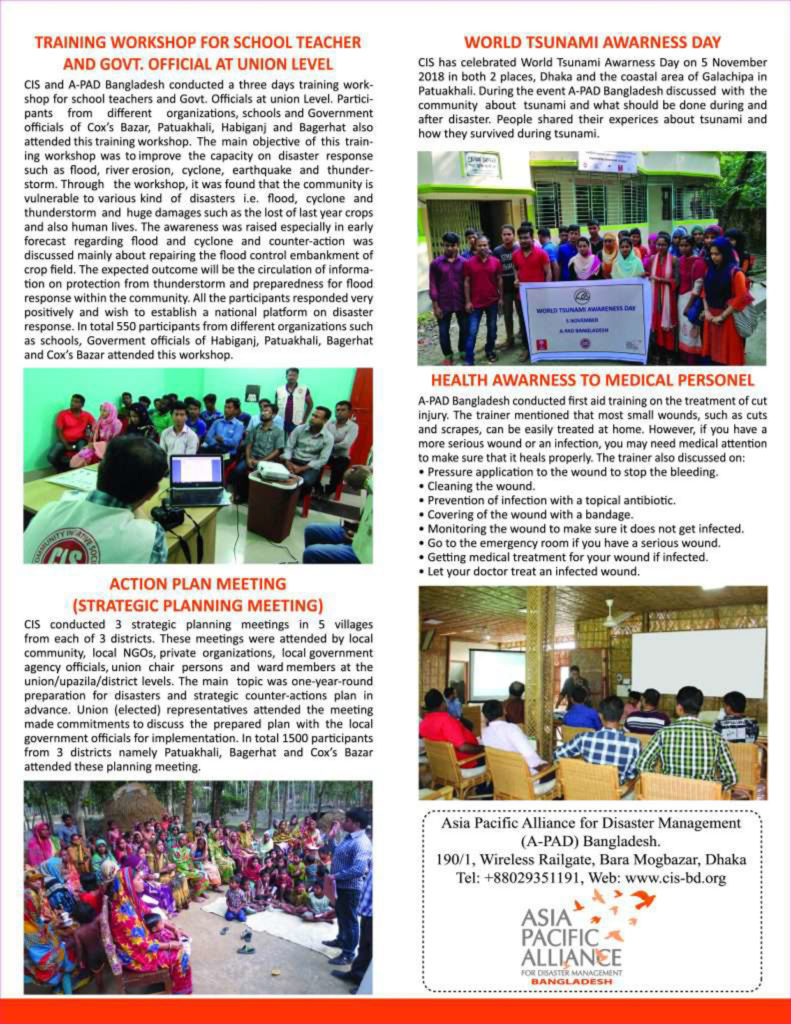 TRAINING WORKSHOP FOR SCHOOL TEACHER
AND GOVT. OFFICIAL AT UNION LEVEL
CIS and A-PAD Bangladesh conducted a three days training work-
shop for school teachers and Govt. Officials at union Level. Partici-
pants from different organizations, schools and Government
officials of Cox's Bazar, Patuakhali, Habiganj and Bagerhat also
attended this training workshop. The main objective of this train-
ing workshop was to improve the capacity on disaster response
such as flood, river erosion, cyclone, earthquake and thunder-
storm. Through the workshop, it was found that the community is
vulnerable to various kind of disasters i.e. flood, cyclone and
thunderstorm and huge damages such as the lost of last year crops
and also human lives. The awareness was raised especially in early
forecast regarding flood and cyclone and counter-action was
discussed mainly about repairing the flood control embankment of
crop field. The expected outcome will be the circulation of informa-
tion on protection from thunderstorm and preparedness for flood
response within the community. All the participants responded very
positively and wish to establish a national platform on disaster
response. In total 550 participants from different organizations such
as schools, Goverment officials of Habiganj, Patuakhali, Bagerhat
and Cox's Bazar attended this workshop.
CIS
ACTION PLAN MEETING
(STRATEGIC PLANNING MEETING)
CIS conducted 3 strategic planning meetings in 5 villages
from each of 3 districts. These meetings were attended by local
community, local NGOs, private organizations, local government
agency officials, union chair persons and ward members at the
union/upazila/district levels. The main topic was one-year-round
preparation for disasters and strategic counter-actions plan in
advance. Union (elected) representatives attended the meeting
made commitments to discuss the prepared plan with the local
government officials for implementation. In total 1500 participants
from 3 districts namely Patuakhali, Bagerhat and Cox's Bazar
attended these planning meeting.
WORLD TSUNAMI AWARNESS DAY
CIS has celebrated World Tsunami Awarness Day on 5 November
2018 in both 2 places, Dhaka and the coastal area of Galachipa in
Patuakhali. During the event A-PAD Bangladesh discussed with the
community about tsunami and what should be done during and
after disaster. People shared their experices about tsunami and
how they survived during tsunami.
WORLD TSUNAMI AWARENESS DAY
5 NOVEMBER
A-PAD BANGLADESH
HEALTH AWARNESS TO MEDICAL PERSONEL
A-PAD Bangladesh conducted first aid training on the treatment of cut
injury. The trainer mentioned that most small wounds, such as cuts
and scrapes, can be easily treated at home. However, if you have a
more serious wound or an infection, you may need medical attention
to make sure that it heals properly. The trainer also discussed on:
• Pressure application to the wound to stop the bleeding.
• Cleaning the wound.
• Prevention of infection with a topical antibiotic.
• Covering of the wound with a bandage.
• Monitoring the wound to make sure it does not get infected.
• Go to the emergency room if you have a serious wound.
• Getting medical treatment for your wound if infected.
• Let your doctor treat an infected wound.
Asia Pacific Alliance for Disaster Management
(A-PAD) Bangladesh.
190/1, Wireless Railgate, Bara Mogbazar, Dhaka
Tel: +88029351191, Web: www.cis-bd.org
ASIA
PACIFIC
ALLIANCE
FOR DISASTER MANAGEMENT
BANGLADESH